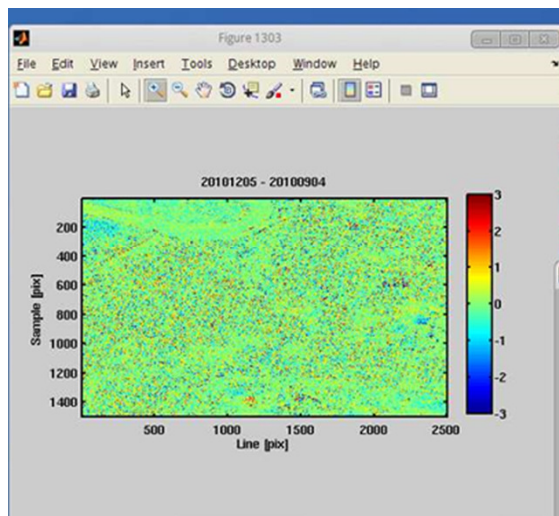 Figure 1303
File Edit View Insert Tools Desktop Window Help
20101205 - 20100904
3
2
1
0
-1
-2
-3
200
400
600
800
1000
1200
1400
Sample [pix]
500 1000 1500 2000 2500
Line [pix]